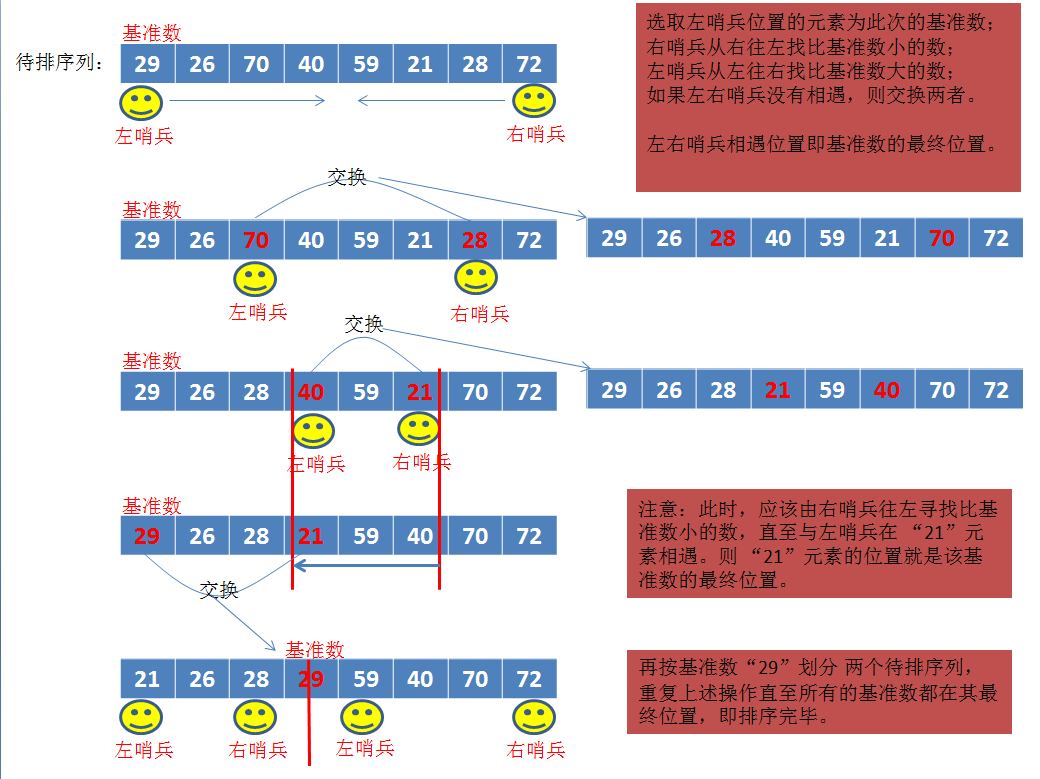 基准数
待排序列：
29 26 70 40 59 21 28 72
左哨兵
右哨兵
选取左哨兵位置的元素为此次的基准数；
右哨兵从右往左找比基准数小的数；
左哨兵从左往右找比基准数大的数；
如果左右哨兵没有相遇，则交换两者。
左右哨兵相遇位置即基准数的最终位置。
交换
基准数
29 26 70 40 59 21 28 72
左哨兵
右哨兵
29 26 28 40 59 21 70 72
交换
基准数
29 26 28 40 59 21 70 72
左哨兵
右哨兵
29 26 28 21 59 40 70 72
基准数
29 26 28 21 59 40 70 72
交换
注意：此时，应该由右哨兵往左寻找比基
准数小的数，直至与左哨兵在 “21”元
素相遇。则 “21”元素的位置就是该基
准数的最终位置。
基准数
21 26 28 29 59 40 70 72
左哨兵
右哨兵
左哨兵
右哨兵
再按基准数“29”划分 两个待排序列，
重复上述操作直至所有的基准数都在其最
终位置，即排序完毕。